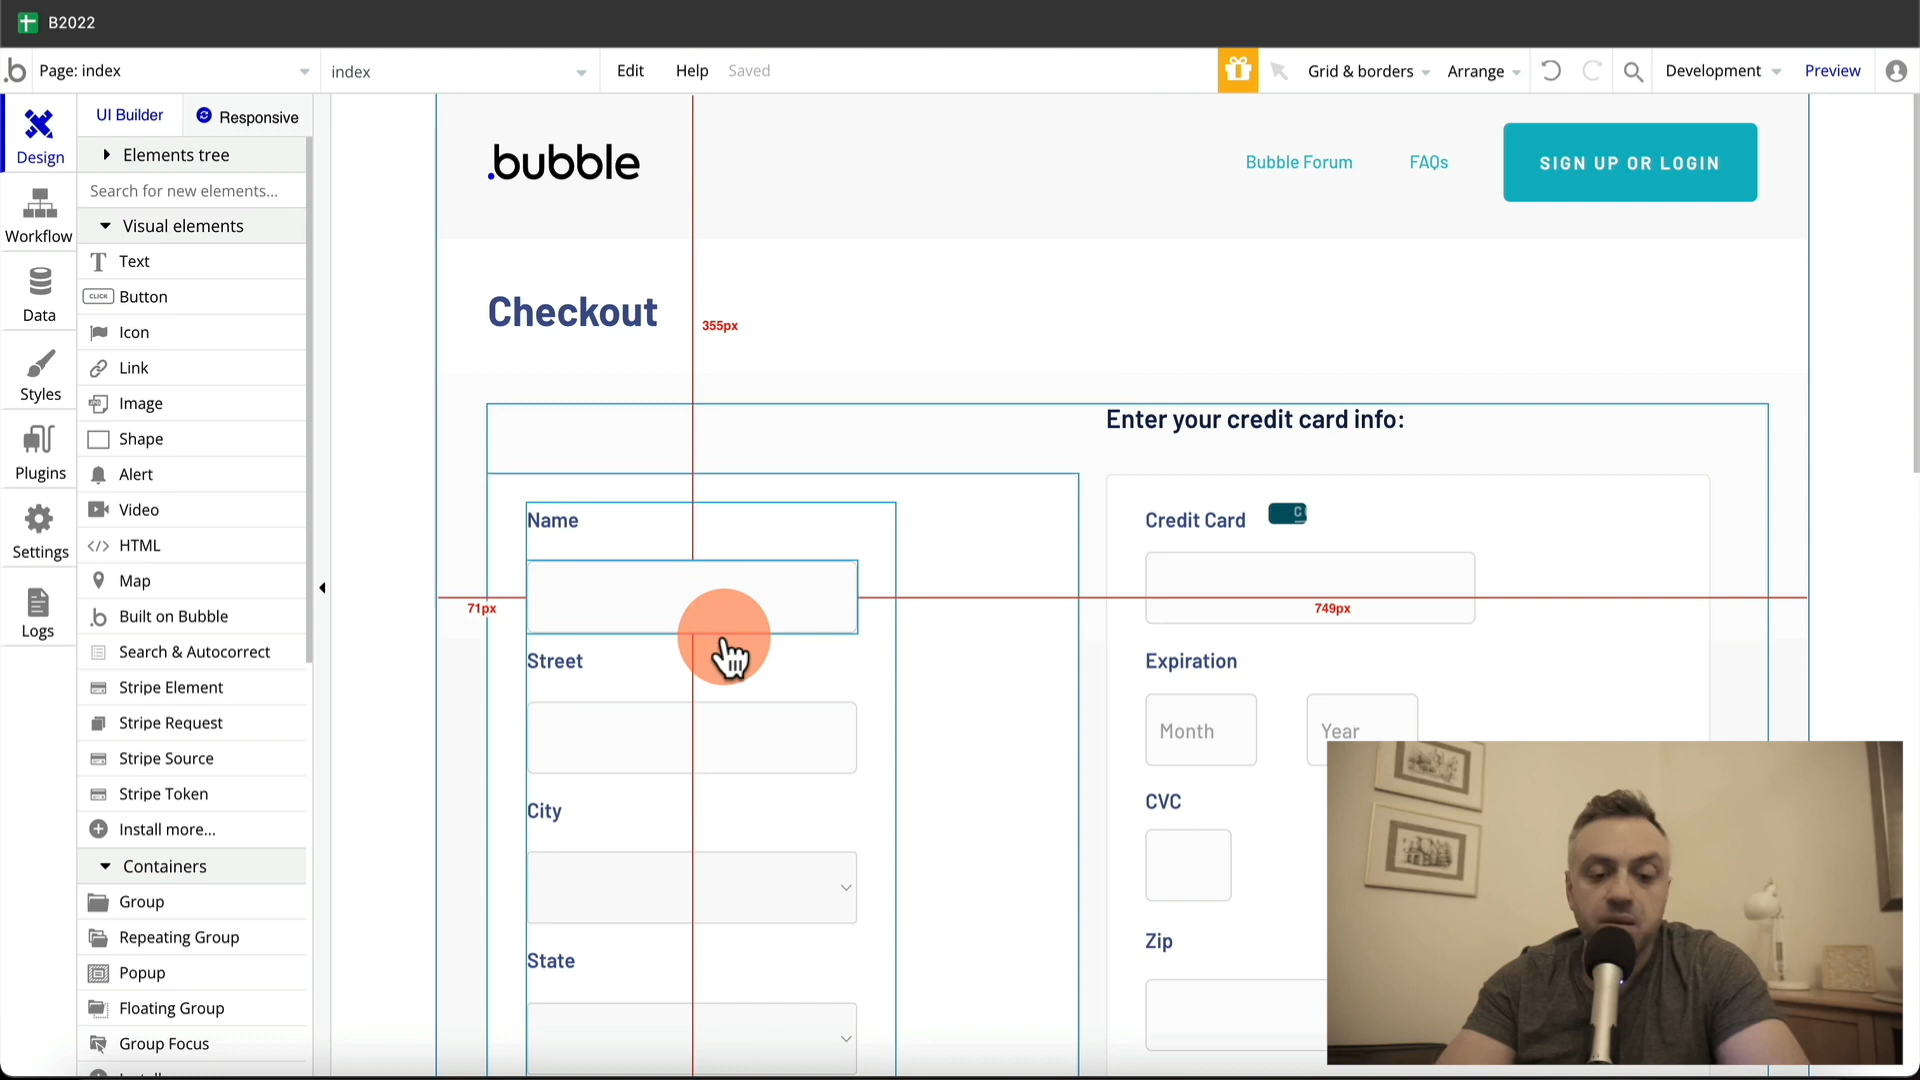 B2022
Page: index
index
Edit
Help
Saved
Grid & borders
Arrange
Development
Preview
Design
Workflow
Data
Styles
Plugins
Settings
Logs
UI Builder
Responsive
Elements tree
Search for new elements...
Visual elements
Text
CLICK
Button
Icon
Link
Image
Shape
Alert
Video
</> HTML
Map
Built on Bubble
Search & Autocorrect
Stripe Element
Stripe Request
Stripe Source
Stripe Token
Install more...
Containers
Group
Repeating Group
Popup
Floating Group
Group Focus
.bubble
Bubble Forum
FAQs
SIGN UP OR LOGIN
Checkout
355px
Enter your credit card info:
Name
71px
749px
Street
City
State
Credit Card
Expiration
Month
Year
CVC
Zip